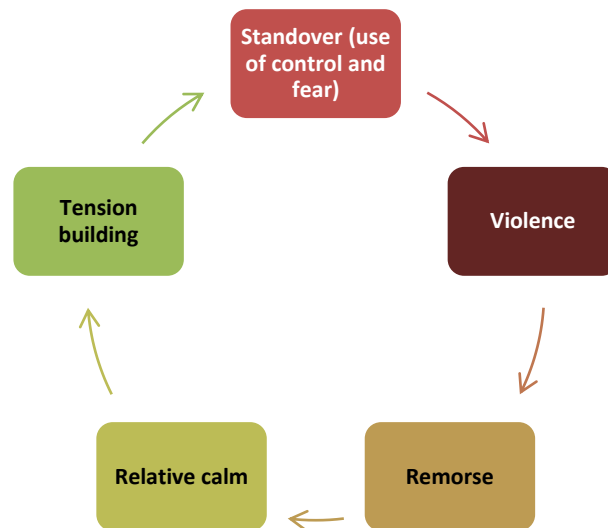 Standover (use
of control and
fear)
Violence
Remorse
Relative calm
Tension
building